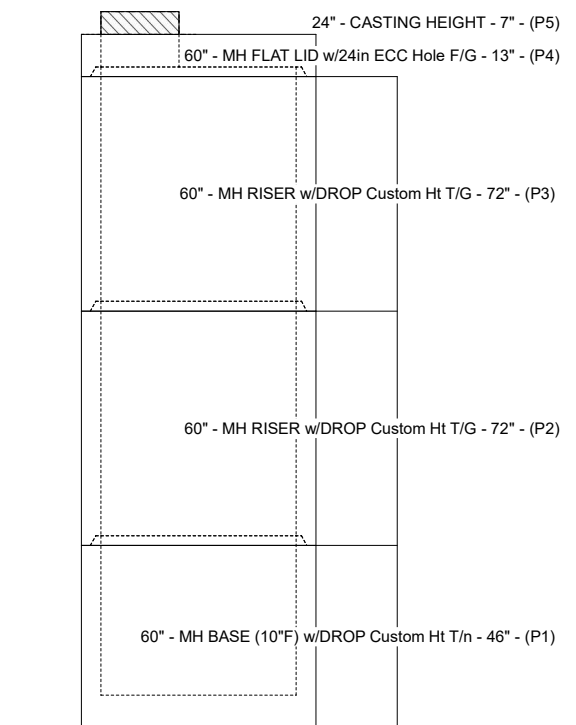 24" - CASTING HEIGHT - 7" - (P5)
60" - MH FLAT LID w/24in ECC Hole F/G - 13" - (P4)
60" - MH RISER w/DROP Custom Ht T/G - 72" - (P3)
60" - MH RISER w/DROP Custom Ht T/G - 72" - (P2)
60" - MH BASE (10"F) w/DROP Custom Ht T/n - 46" - (P1)